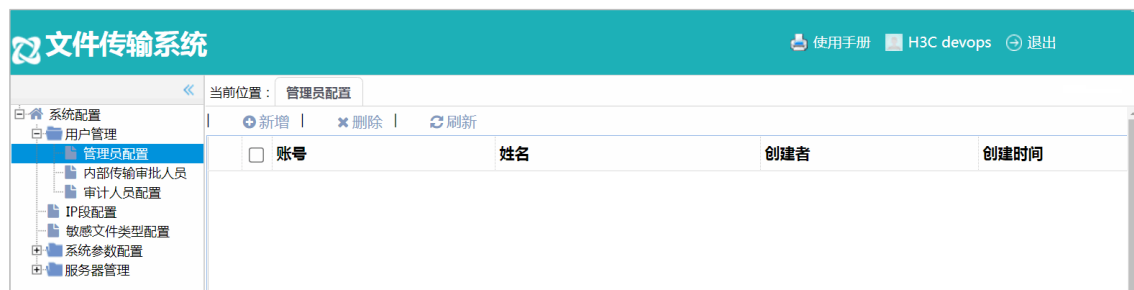 文件传输系统
使用手册 H3C devops 退出
当前位置： 管理员配置
系统配置
用户管理
管理员配置
内部传输审批人员
审计人员配置
IP段配置
敏感文件类型配置
系统参数配置
服务器管理
新增 删除 刷新
账号 姓名 创建者 创建时间